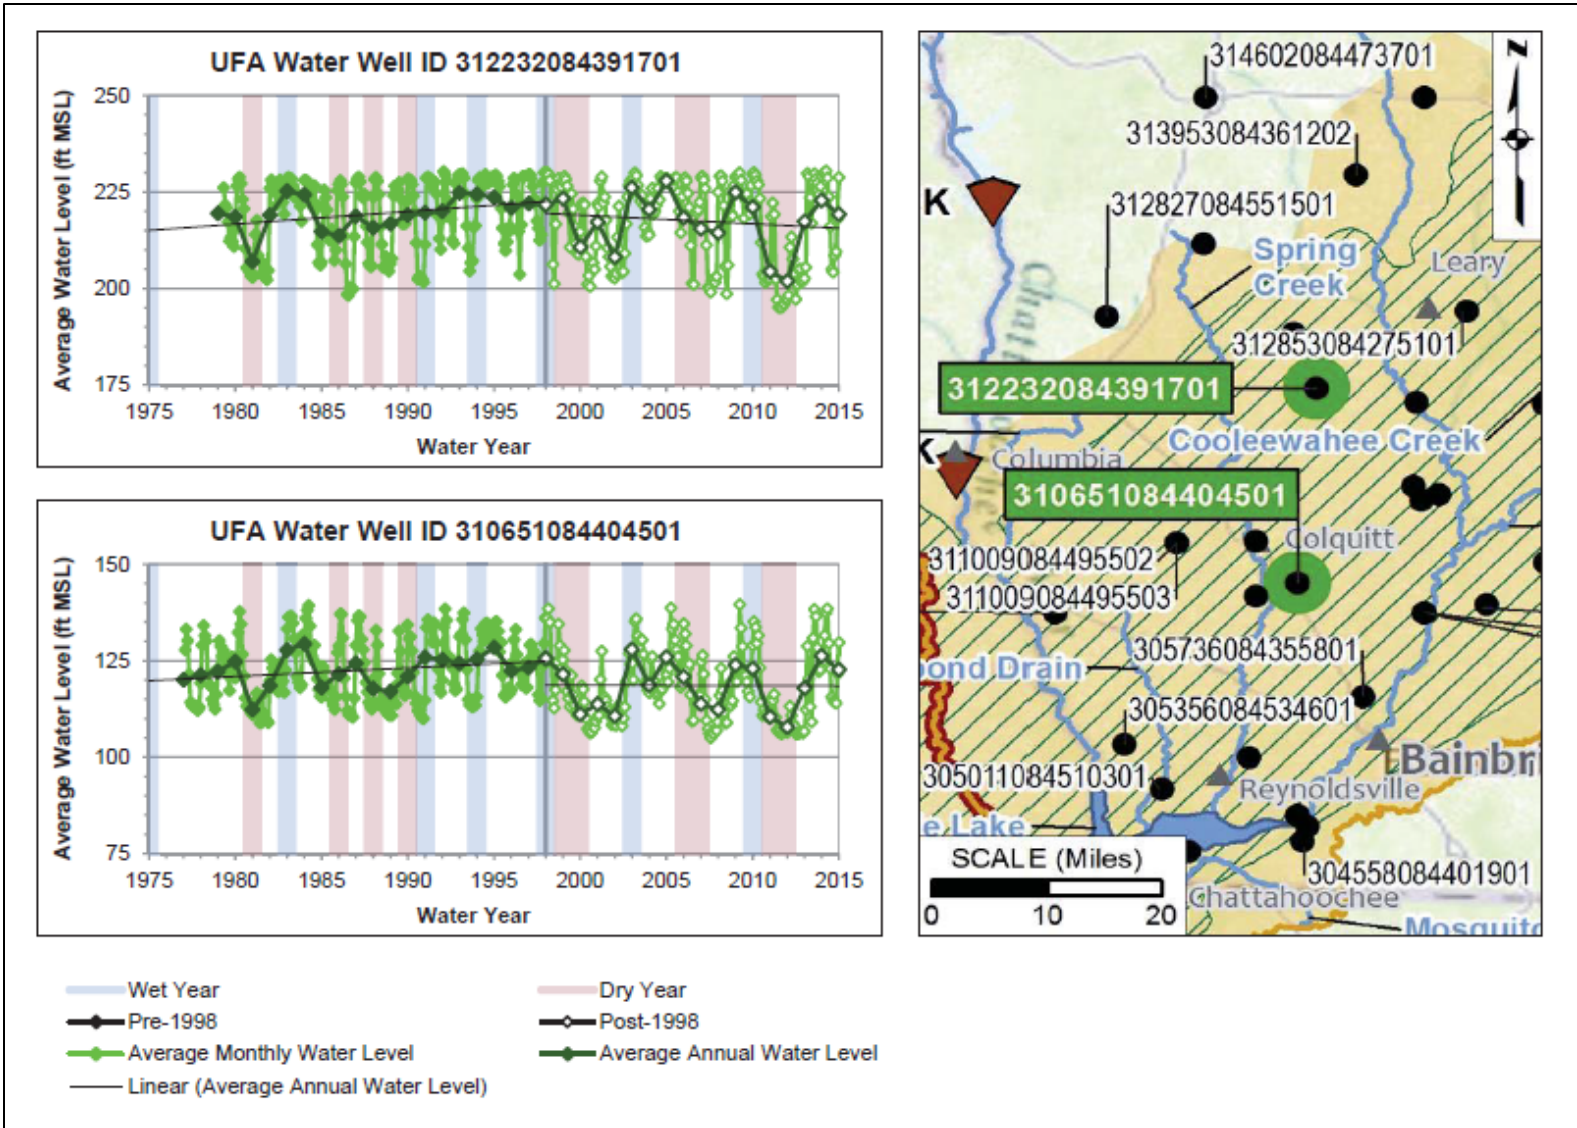 UFA Water Well ID 312232084391701
Average Water Level (ft MSL)
250
225
200
175
1975 1980 1985 1990 1995 2000 2005 2010 2015
Water Year
UFA Water Well ID 310651084404501
Average Water Level (ft MSL)
150
125
100
75
1975 1980 1985 1990 1995 2000 2005 2010 2015
Water Year
N
314602084473701
313953084361202
K
312827084551501
Spring
Creek
Leary
312853084275101
312232084391701
Cooleewahee Creek
K
Columbia
310651084404501
Colquitt
311009084495502
311009084495503
305736084355801
ond Drain
305356084534601
Bainbri
305011084510301
Reynoldsville
e Lake
SCALE (Miles)
0 10 20
304558084401901
Chattahoochee
Mosquito
Wet Year
Dry Year
Pre-1998
Post-1998
Average Monthly Water Level
Average Annual Water Level
Linear (Average Annual Water Level)